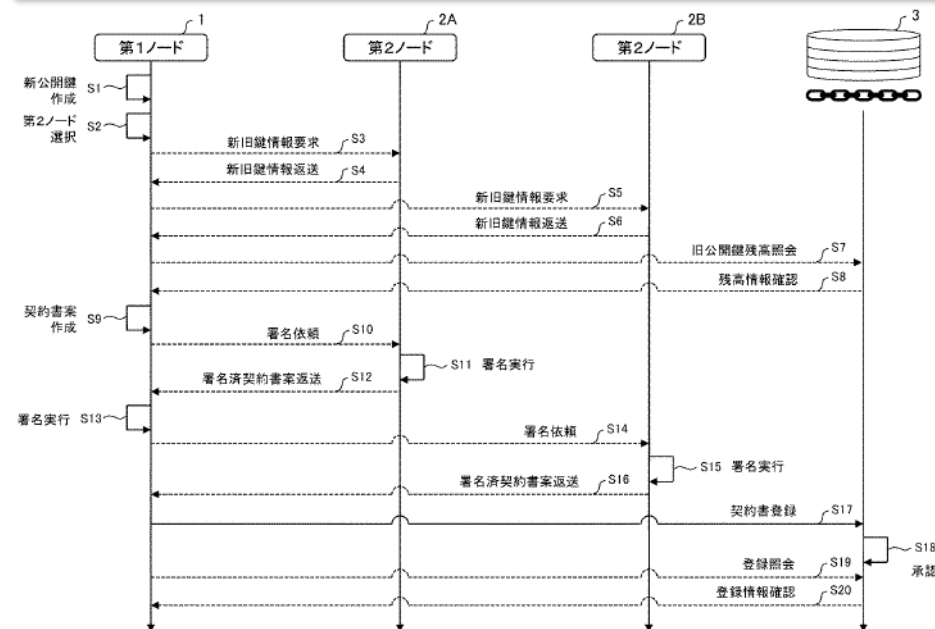 1
2A
2B
3
第1ノード
第2ノード
第2ノード
新公開鍵
作成
S1
第2ノード
選択
S2
新旧鍵情報要求 S3
新旧鍵情報返送 S4
新旧鍵情報要求 S5
新旧鍵情報返送 S6
旧公開鍵残高照会 S7
残高情報確認 S8
契約書案
作成
S9
署名依頼 S10
S11 署名実行
署名済契約書案返送 S12
署名実行 S13
署名依頼 S14
S15 署名実行
署名済契約書案返送 S16
契約書登録 S17
S18
承認
登録照会 S19
登録情報確認 S20